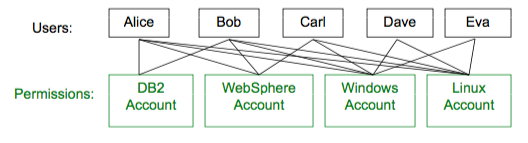 Users: Alice Bob Carl Dave Eva
Permissions: DB2 Account WebSphere Account Windows Account Linux Account